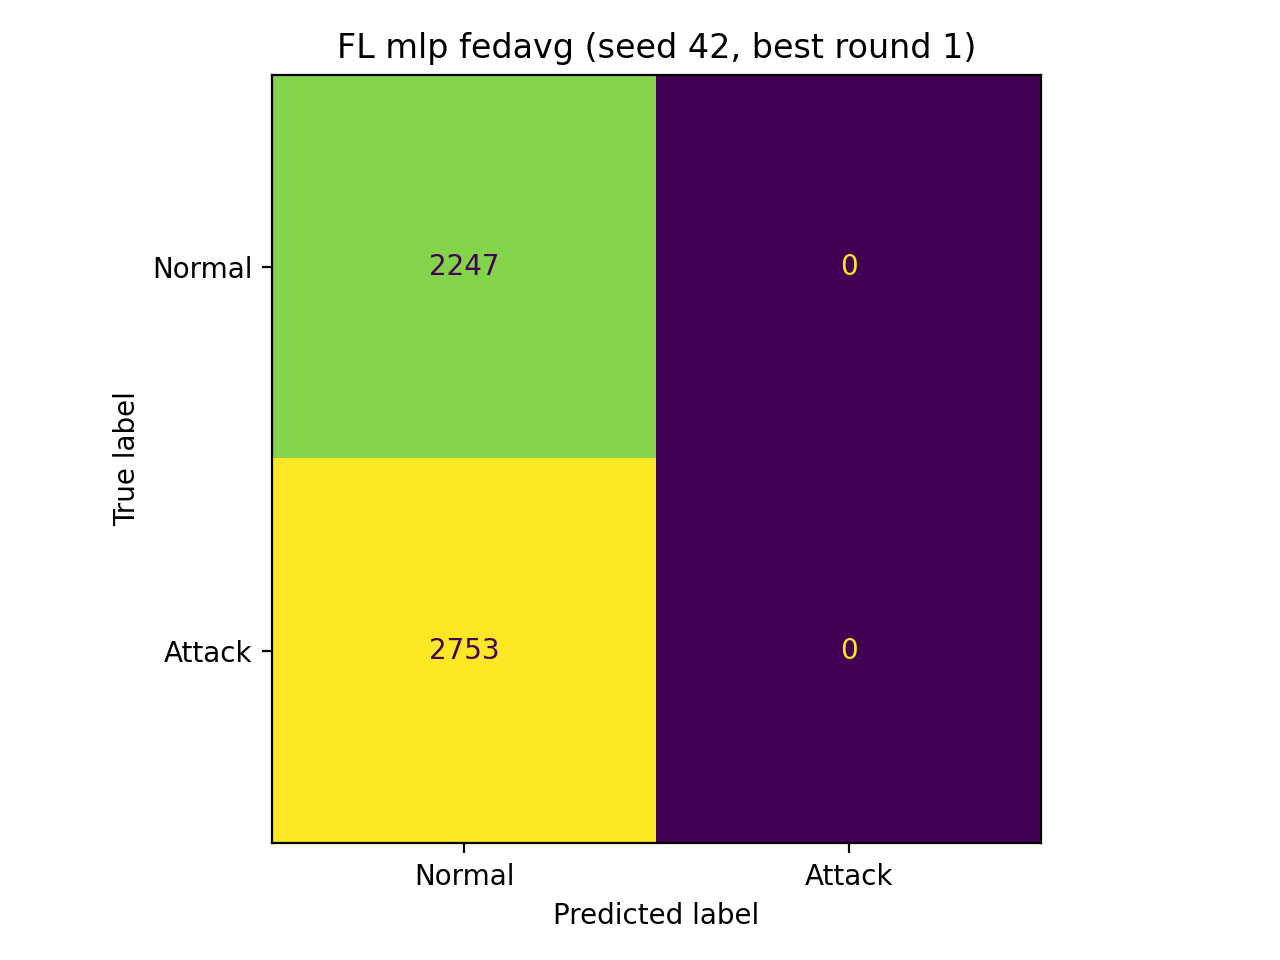 FL mlp fedavg (seed 42, best round 1)
Normal
2247
0
True label
Attack
2753
0
Normal
Attack
Predicted label